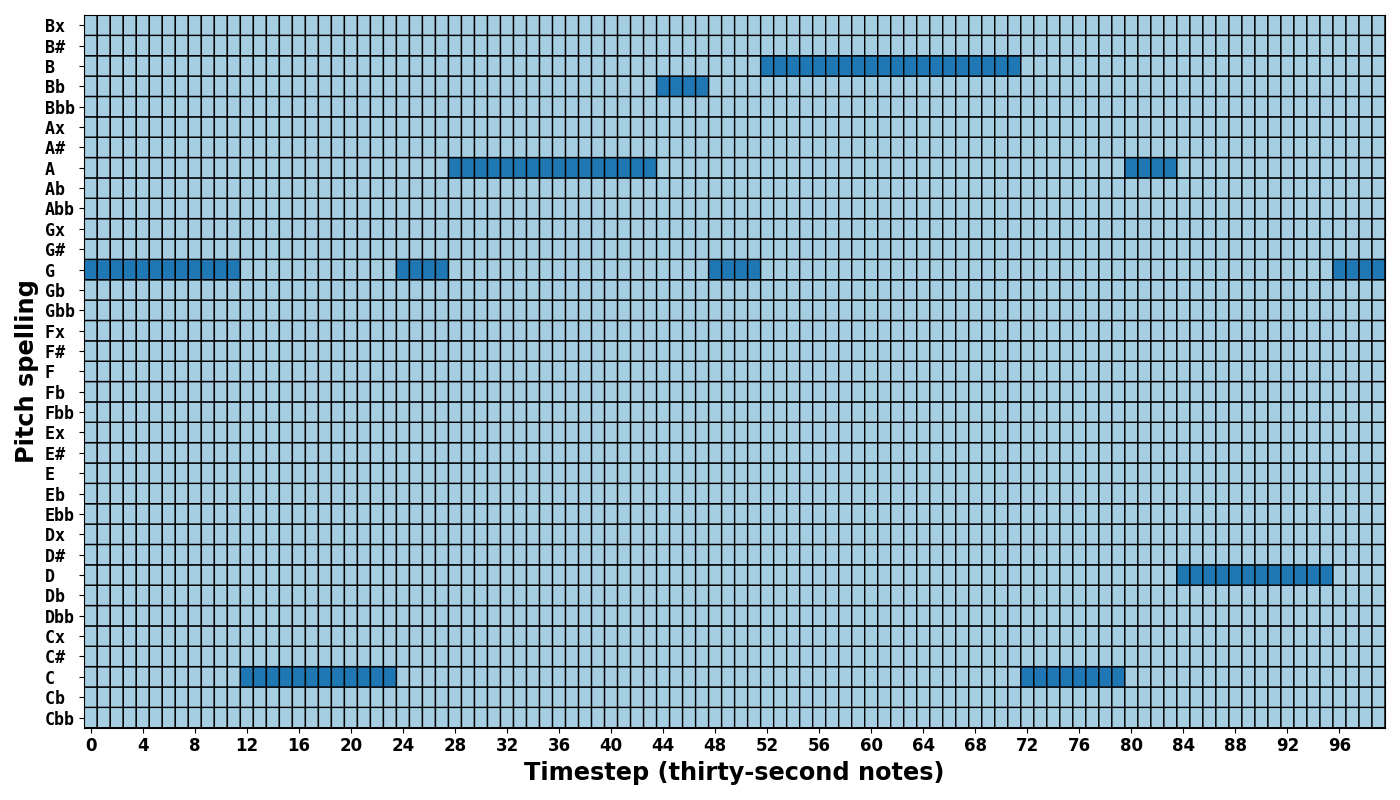 Bx
B#
B
Bb
Bbb
Ax
A#
A
Ab
Abb
Gx
G#
G
Gb
Gbb
Fx
F#
F
Fb
Fbb
Ex
E#
E
Eb
Ebb
Dx
D#
D
Db
Dbb
Cx
C#
C
Cb
Cbb
Pitch spelling
0 4 8 12 16 20 24 28 32 36 40 44 48 52 56 60 64 68 72 76 80 84 88 92 96
Timestep (thirty-second notes)